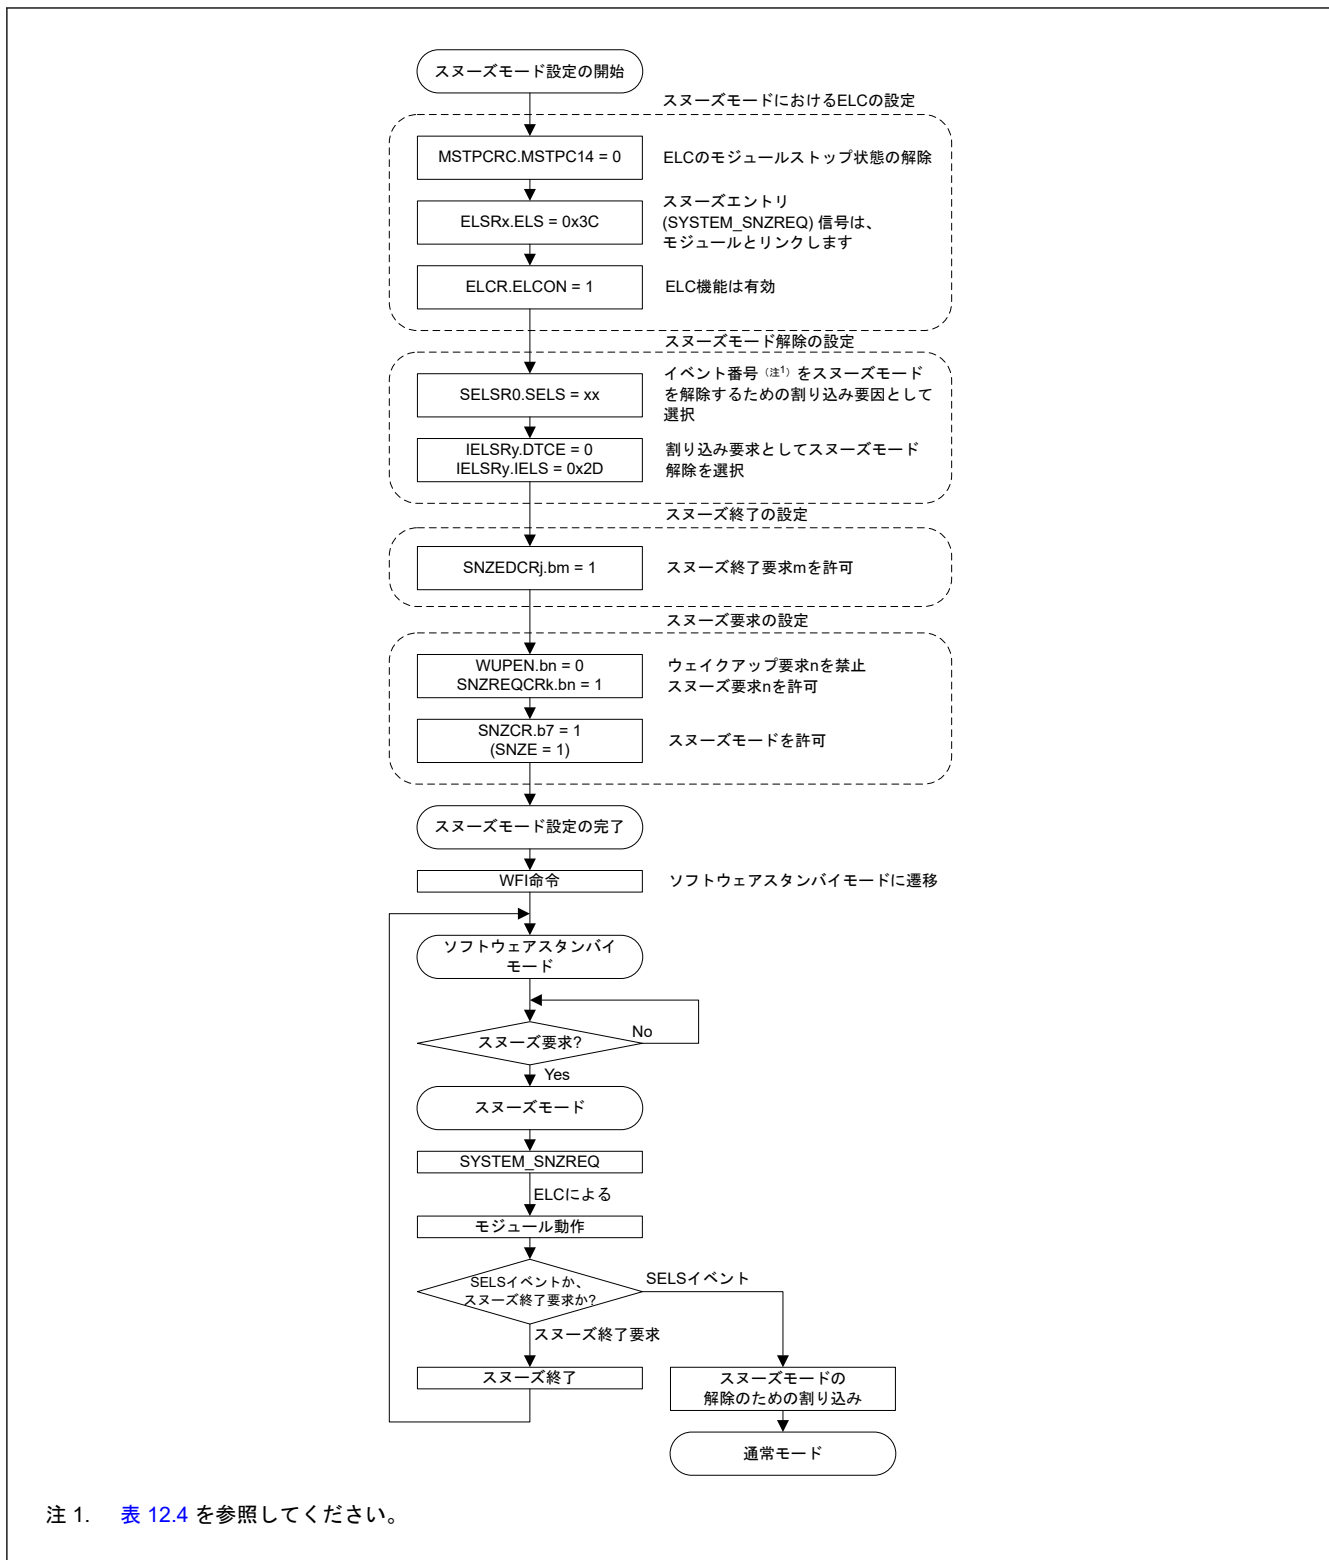 スヌーズモード設定の開始
スヌーズモードにおけるELCの設定
MSTPCRC.MSTPC14 = 0
ELCのモジュールストップ状態の解除
ELSRx.ELS = 0x3C
スヌーズエントリ
(SYSTEM_SNZREQ) 信号は、
モジュールとリンクします
ELCR.ELCON = 1
ELC機能は有効
スヌーズモード解除の設定
SELSR0.SELS = xx
イベント番号（注1）をスヌーズモード
を解除するための割り込み要因として
選択
IELSRy.DTCE = 0
IELSRy.IELS = 0x2D
割り込み要求としてスヌーズモード
解除を選択
スヌーズ終了の設定
SNZEDCRj.bm = 1
スヌーズ終了要求mを許可
スヌーズ要求の設定
WUPEN.bn = 0
SNZREQCRk.bn = 1
ウェイクアップ要求nを禁止
スヌーズ要求nを許可
SNZCR.b7 = 1
(SNZE = 1)
スヌーズモードを許可
スヌーズモード設定の完了
WFI命令
ソフトウェアスタンバイモードに遷移
ソフトウェアスタンバイ
モード
スヌーズ要求?
No
Yes
スヌーズモード
SYSTEM_SNZREQ
ELCによる
モジュール動作
SELSイベントか、
スヌーズ終了要求か?
SELSイベント
スヌーズ終了要求
スヌーズ終了
スヌーズモードの
解除のための割り込み
通常モード
注 1. 表 12.4 を参照してください。